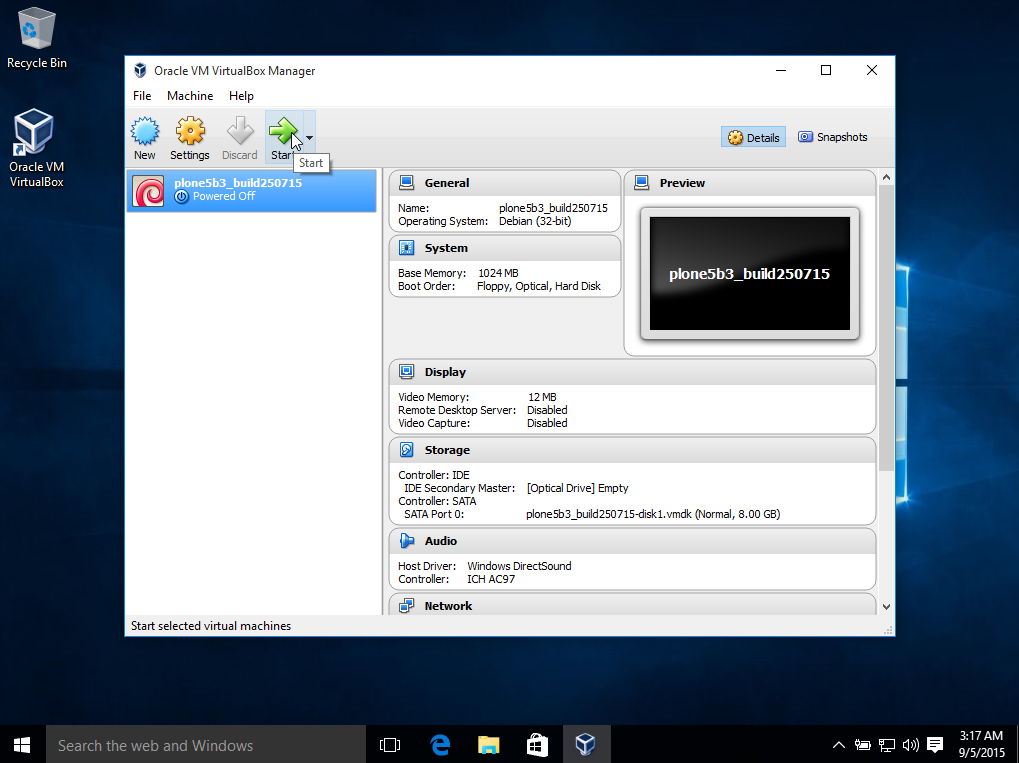 Recycle Bin
Oracle VM
VirtualBox
Oracle VM VirtualBox Manager
File Machine Help
New Settings Discard Start
Start
Details Snapshots
plone5b3_build250715
Powered Off
General
Name: plone5b3_build250715
Operating System: Debian (32-bit)
System
Base Memory: 1024 MB
Boot Order: Floppy, Optical, Hard Disk
Preview
plone5b3_build250715
Display
Video Memory: 12 MB
Remote Desktop Server: Disabled
Video Capture: Disabled
Storage
Controller: IDE
IDE Secondary Master: [Optical Drive] Empty
Controller: SATA
SATA Port 0: plone5b3_build250715-disk1.vmdk (Normal, 8.00 GB)
Audio
Host Driver: Windows DirectSound
Controller: ICH AC97
Network
Start selected virtual machines
Search the web and Windows
3:17 AM
9/5/2015